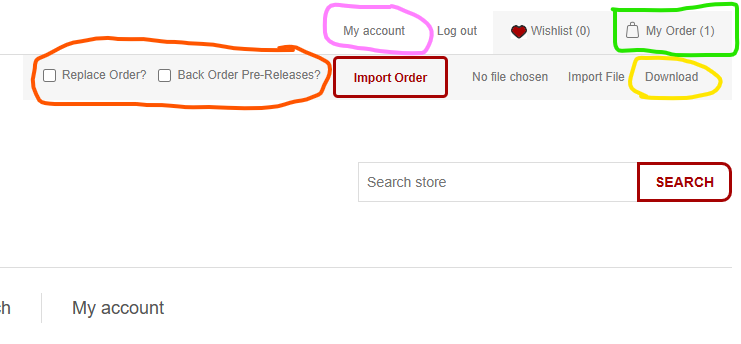 My account Log out Wishlist (0) My Order (1)
Replace Order? Back Order Pre-Releases? Import Order No file chosen Import File Download
Search store SEARCH
My account